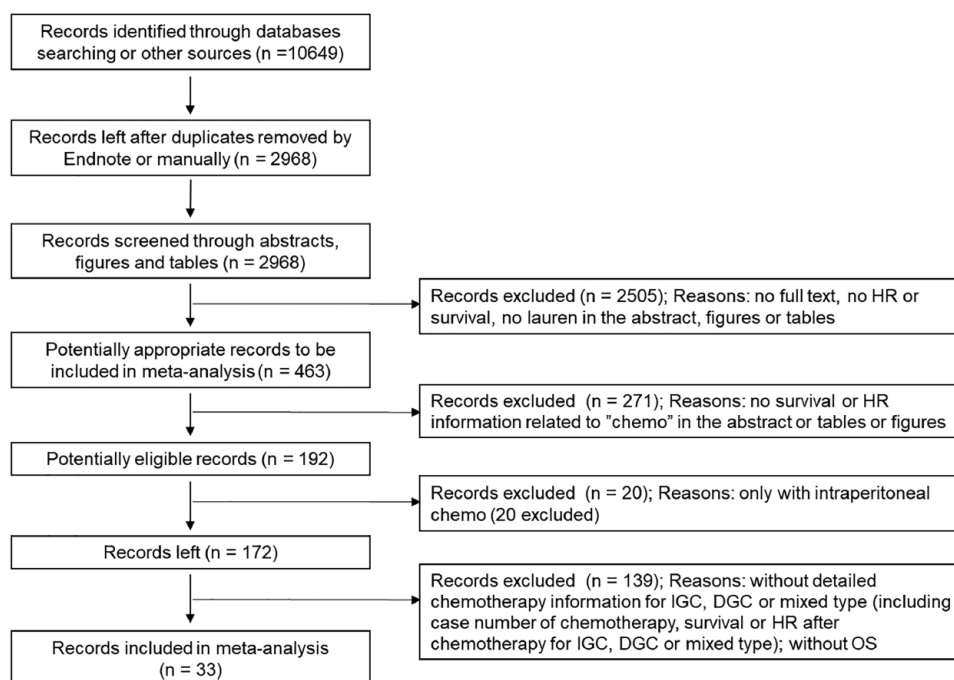 Records identified through databases
searching or other sources (n =10649)
Records left after duplicates removed by
Endnote or manually (n = 2968)
Records screened through abstracts,
figures and tables (n = 2968)
Records excluded (n = 2505); Reasons: no full text, no HR or
survival, no lauren in the abstract, figures or tables
Potentially appropriate records to be
included in meta-analysis (n = 463)
Records excluded  (n = 271); Reasons: no survival or HR
information related to ”chemo” in the abstract or tables or figures
Potentially eligible records (n = 192)
Records excluded  (n = 20); Reasons: only with intraperitoneal
chemo (20 excluded)
Records left (n = 172)
Records excluded  (n = 139); Reasons: without detailed
chemotherapy information for IGC, DGC or mixed type (including
case number of chemotherapy, survival or HR after
chemotherapy for IGC, DGC or mixed type); without OS
Records included in meta-analysis
(n = 33)